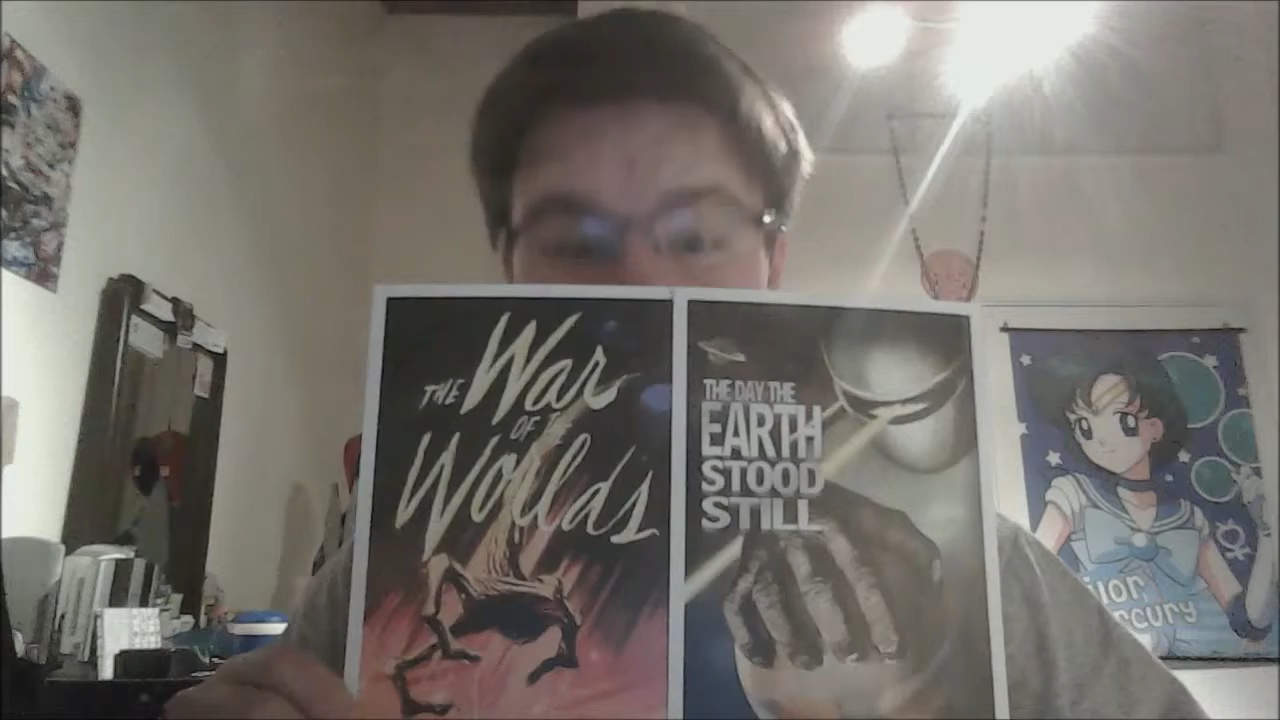 THE War
OF THE
Worlds
THE DAY THE
EARTH
STOOD
STILL
ilor
rcury